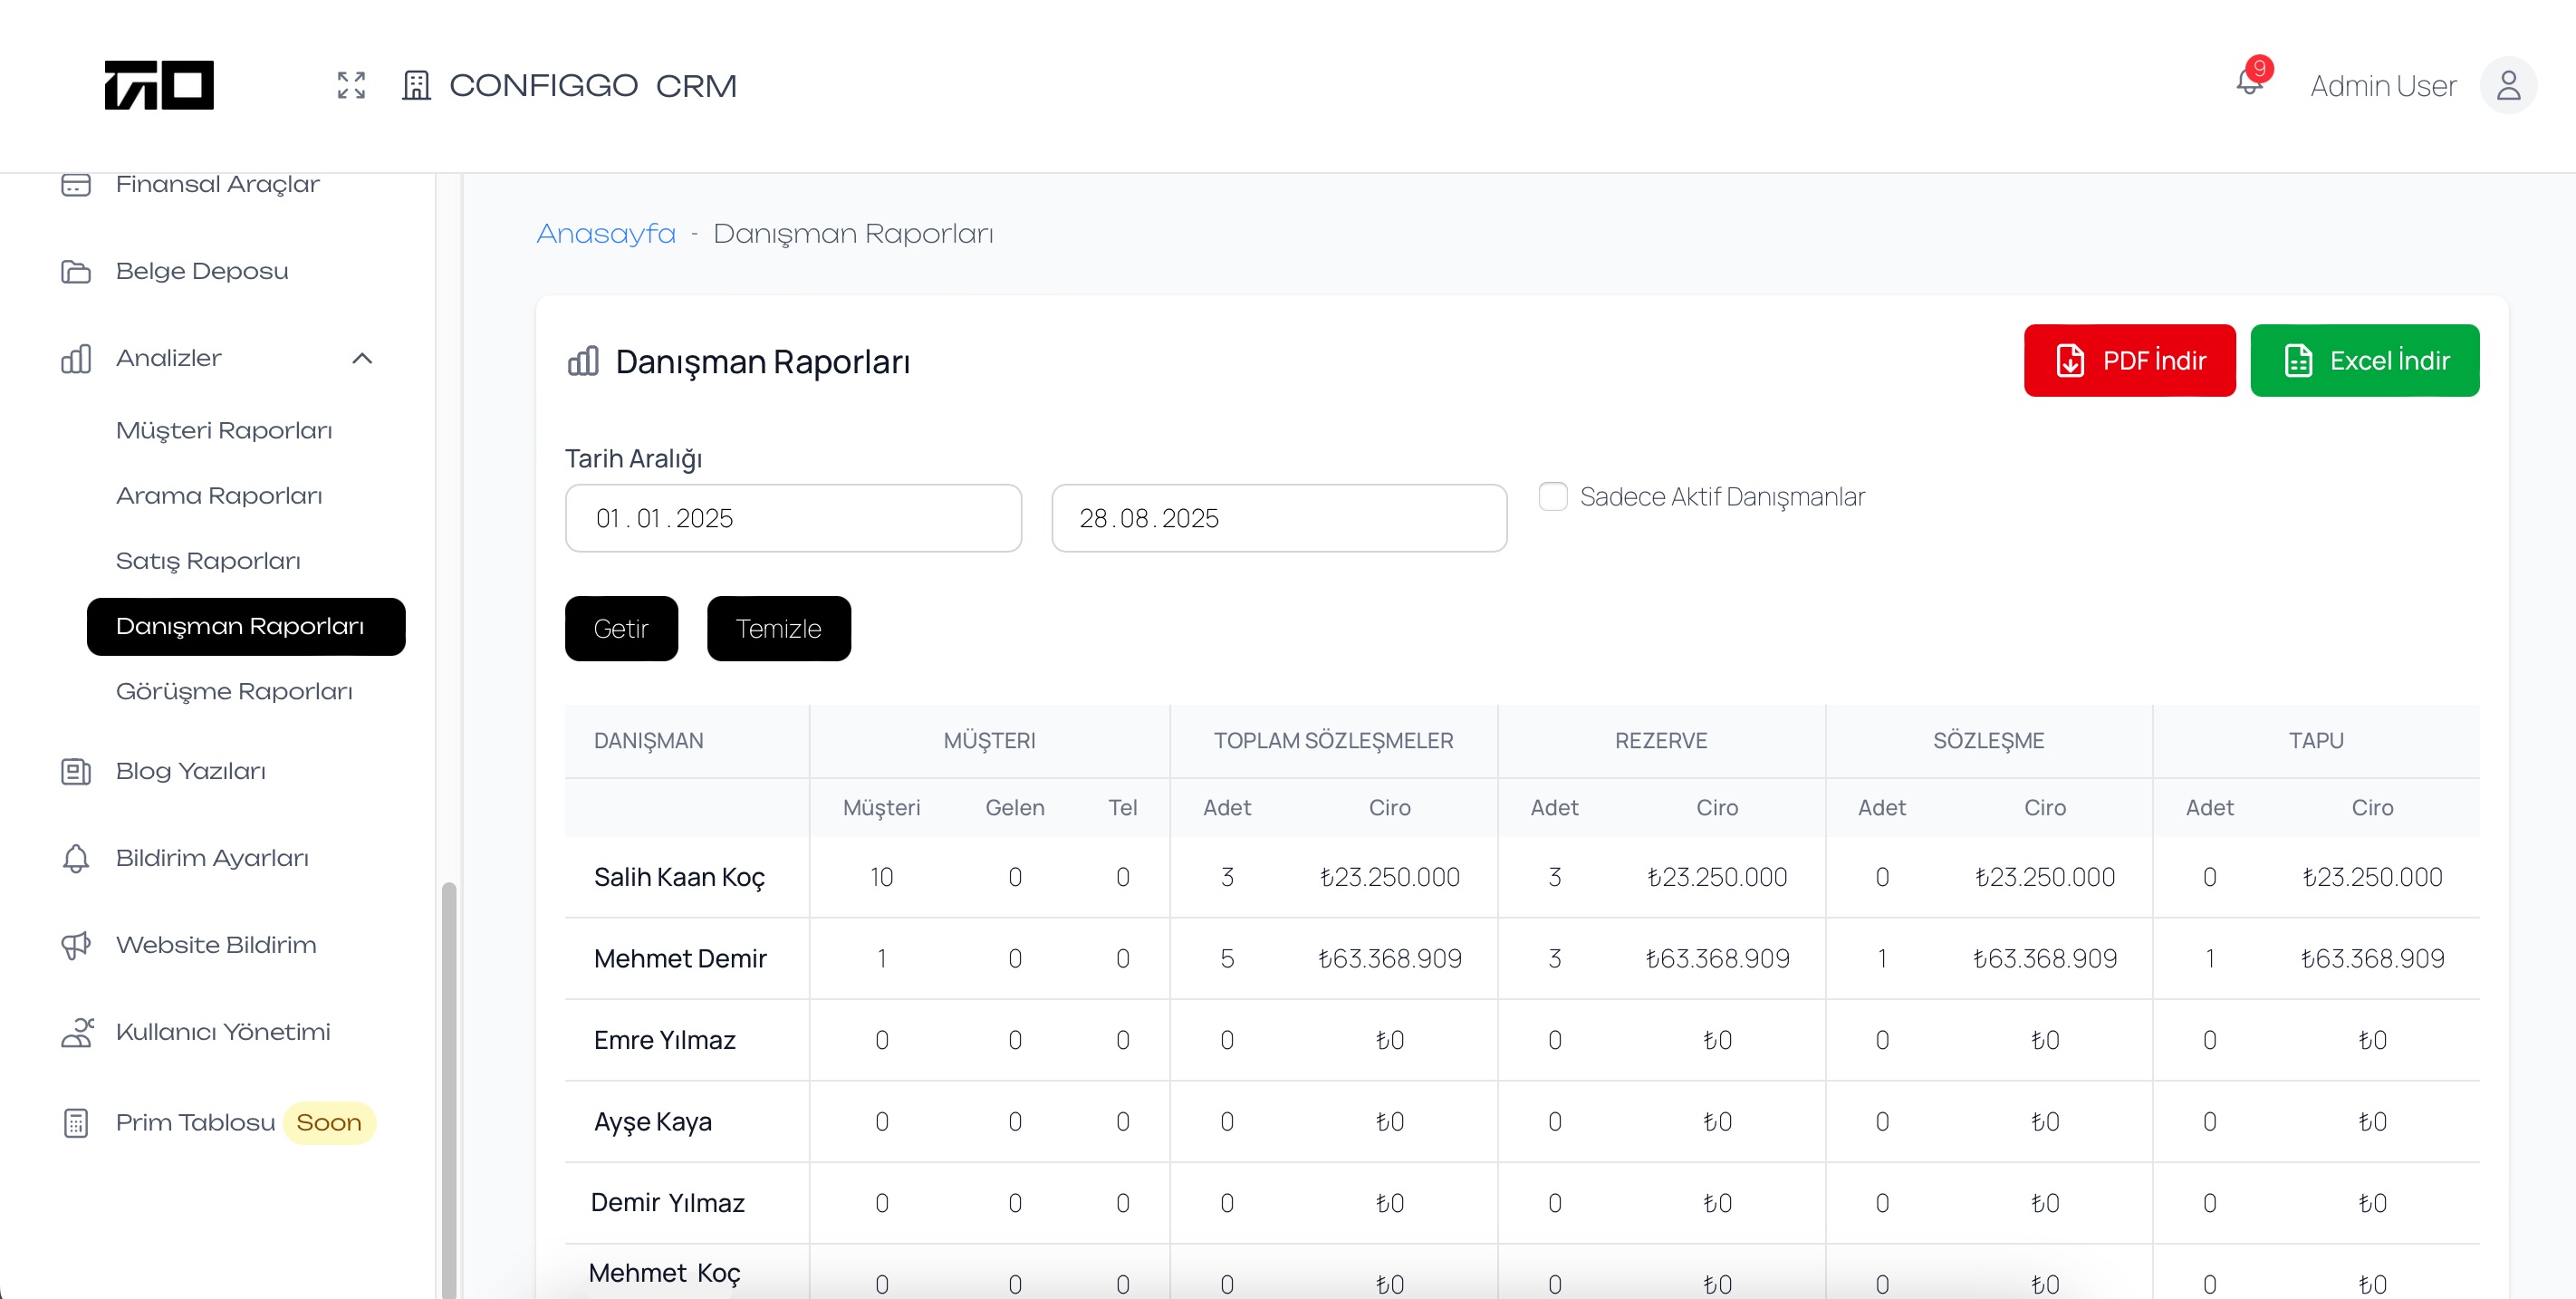 CONFIGGO CRM
9
Admin User
Finansal Araçlar
Belge Deposu
Analizler
Müşteri Raporları
Arama Raporları
Satış Raporları
Danışman Raporları
Görüşme Raporları
Blog Yazıları
Bildirim Ayarları
Website Bildirim
Kullanıcı Yönetimi
Prim Tablosu Soon
Anasayfa - Danışman Raporları
Danışman Raporları
PDF İndir
Excel İndir
Tarih Aralığı
01 . 01 . 2025
28 . 08 . 2025
Sadece Aktif Danışmanlar
Getir
Temizle
DANIŞMAN MÜŞTERI TOPLAM SÖZLEŞMELER REZERVE SÖZLEŞME TAPU
Müşteri Gelen Tel Adet Ciro Adet Ciro Adet Ciro Adet Ciro
Salih Kaan Koç 10 0 0 3 ₺23.250.000 3 ₺23.250.000 0 ₺23.250.000 0 ₺23.250.000
Mehmet Demir 1 0 0 5 ₺63.368.909 3 ₺63.368.909 1 ₺63.368.909 1 ₺63.368.909
Emre Yılmaz 0 0 0 0 ₺0 0 ₺0 0 ₺0 0 ₺0
Ayşe Kaya 0 0 0 0 ₺0 0 ₺0 0 ₺0 0 ₺0
Demir Yılmaz 0 0 0 0 ₺0 0 ₺0 0 ₺0 0 ₺0
Mehmet Koç 0 0 0 0 ₺0 0 ₺0 0 ₺0 0 ₺0